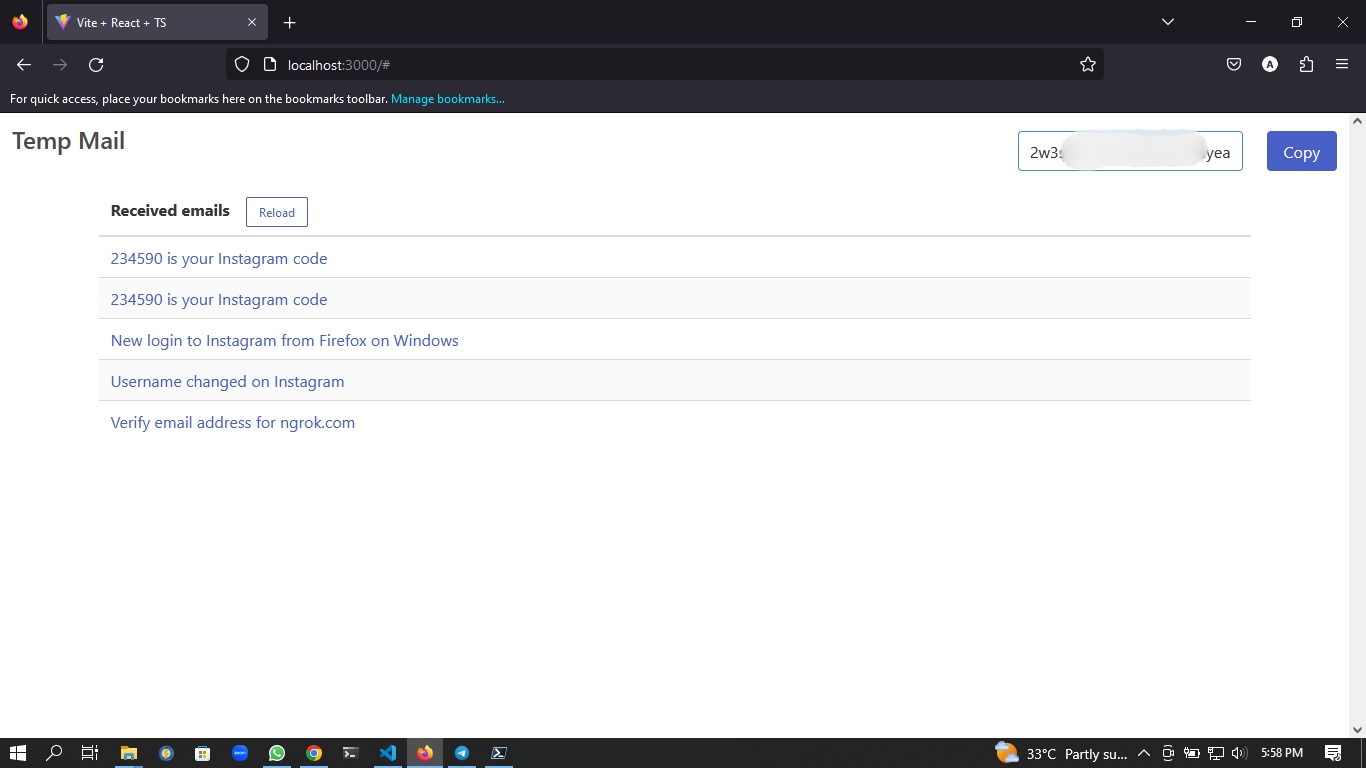 Vite + React + TS
localhost:3000/#
A
For quick access, place your bookmarks here on the bookmarks toolbar. Manage bookmarks...
Temp Mail
2w3s yea
Copy
Received emails
Reload
234590 is your Instagram code
234590 is your Instagram code
New login to Instagram from Firefox on Windows
Username changed on Instagram
Verify email address for ngrok.com
zoom
33°C Partly su...
5:58 PM